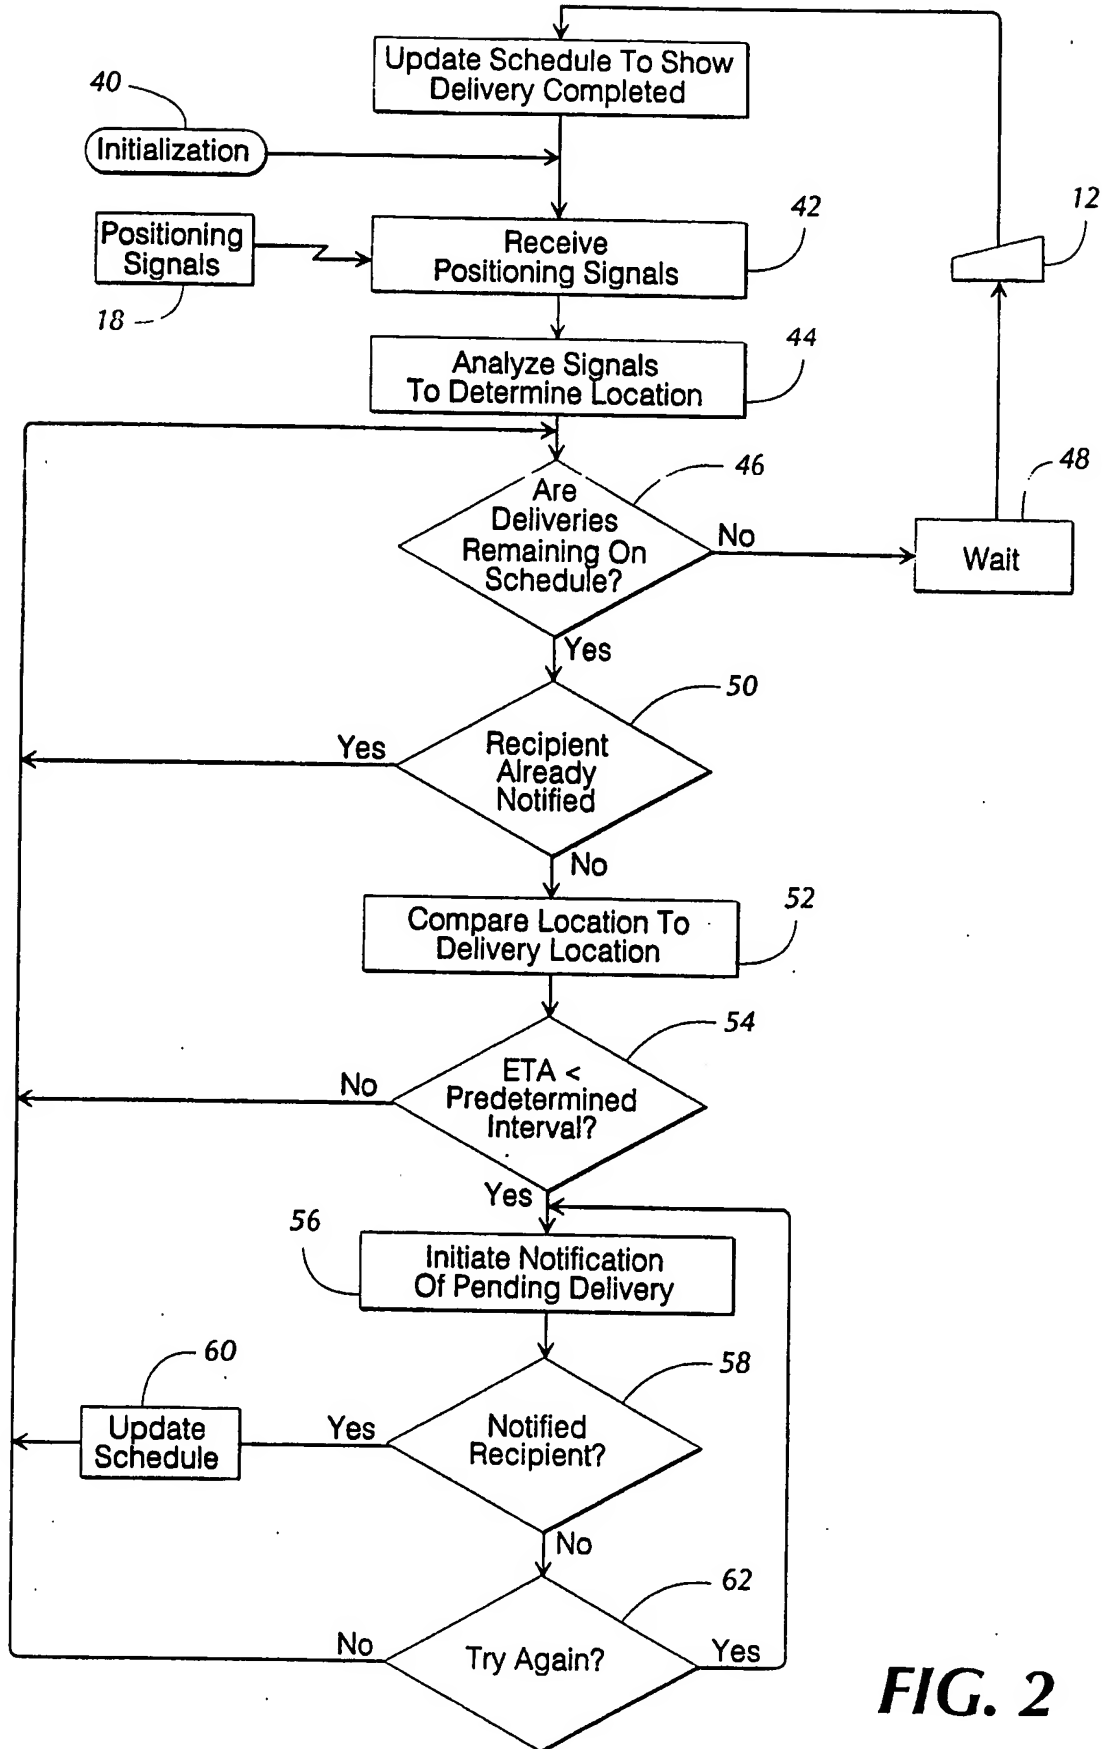 Update Schedule To Show
Delivery Completed
40
Initialization
Positioning
Signals
18
Receive
Positioning Signals
42
12
Analyze Signals
To Determine Location
44
Are
Deliveries
Remaining On
Schedule?
46
No
Wait
48
Yes
Recipient
Already
Notified
50
Yes
No
Compare Location To
Delivery Location
52
ETA <
Predetermined
Interval?
54
No
Yes
56
Initiate Notification
Of Pending Delivery
Notified
Recipient?
58
Yes
60
Update
Schedule
No
Try Again?
62
No
Yes
FIG. 2